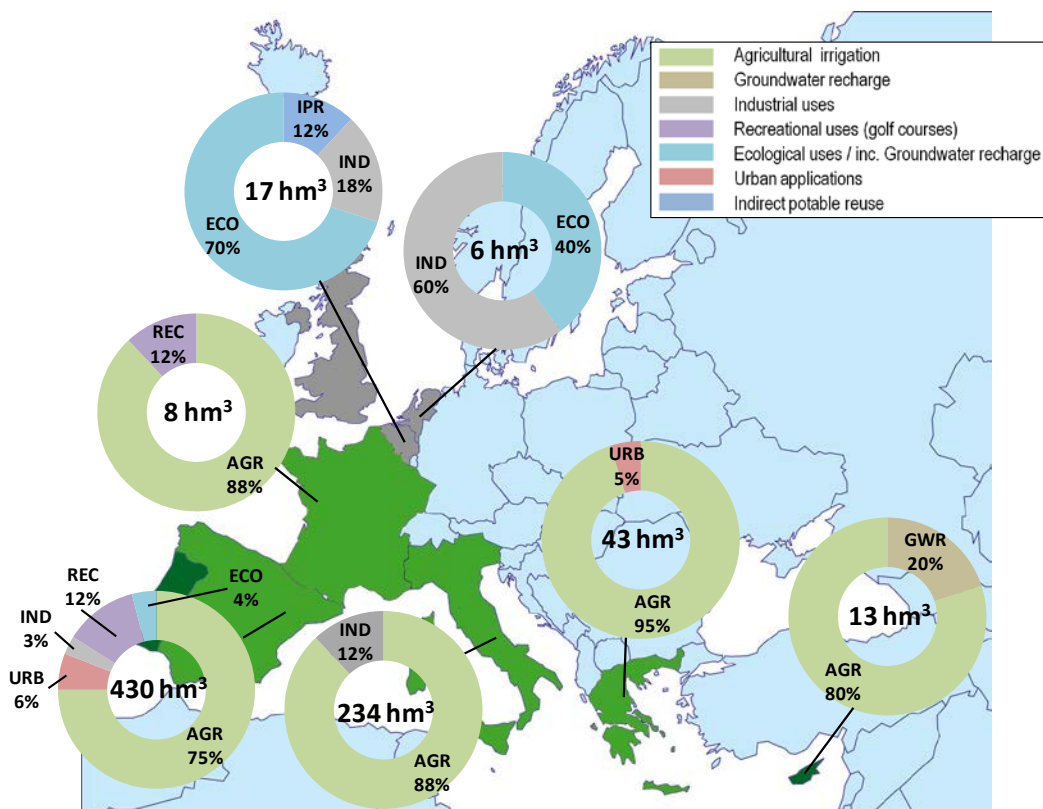 Agricultural irrigation
Groundwater recharge
Industrial uses
Recreational uses (golf courses)
Ecological uses / inc. Groundwater recharge
Urban applications
Indirect potable reuse
IPR
12%
IND
18%
17 hm³
ECO
70%
ECO
40%
6 hm³
IND
60%
REC
12%
8 hm³
AGR
88%
URB
5%
43 hm³
AGR
95%
GWR
20%
13 hm³
AGR
80%
REC
12%
ECO
4%
IND
3%
URB
6%
430 hm³
AGR
75%
IND
12%
234 hm³
AGR
88%